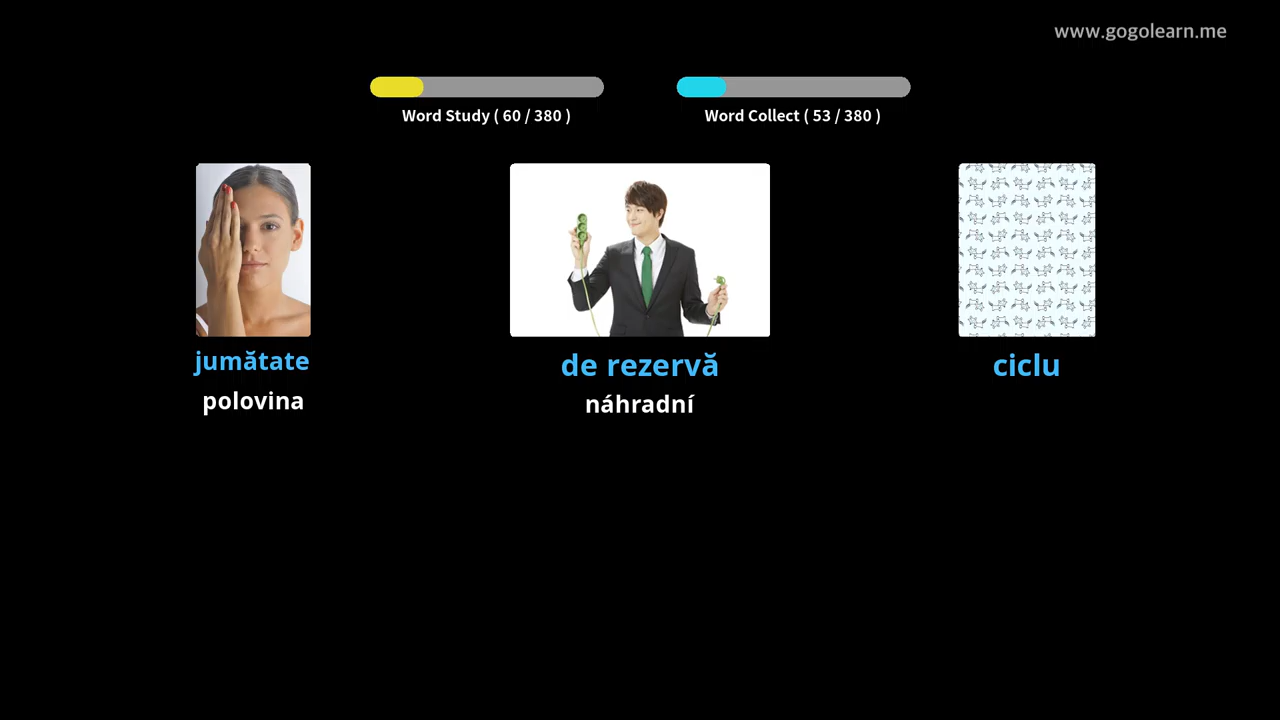 www.gogolearn.me
Word Study ( 60 / 380 )
Word Collect ( 53 / 380 )
jumătate
polovina
de rezervă
náhradní
ciclu